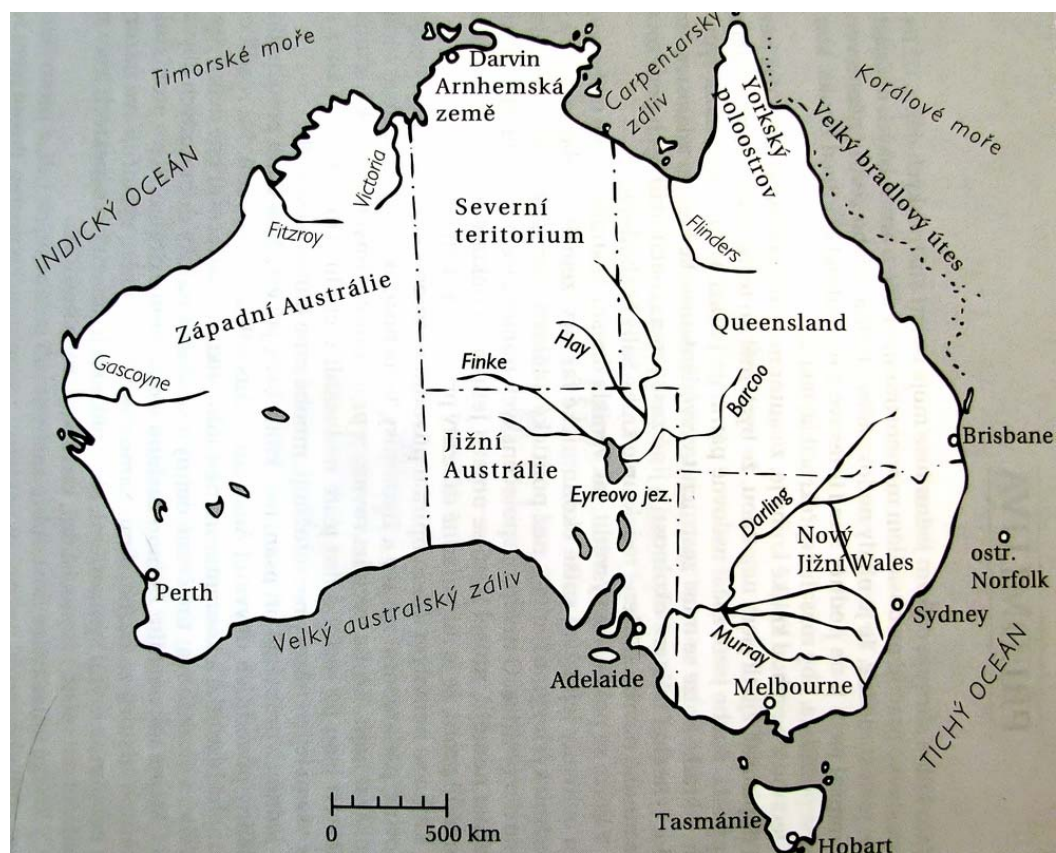 Timorské moře
Darvin
Arnhemská
země
Carpentarský
záliv
Korálové moře
Yorkský
poloostrov
Velký bradlový útes
INDICKÝ OCEÁN
Victoria
Fitzroy
Severní
teritorium
Flinders
Západní Austrálie
Queensland
Gascoyne
Finke
Hay
Barcoo
Jižní
Austrálie
Brisbane
Eyreovo jez.
Darling
Nový
Jižní Wales
ostr.
Norfolk
Perth
Sydney
Velký australský záliv
Murray
Adelaide
Melbourne
TICHÝ OCEÁN
Tasmánie
Hobart
0 500 km